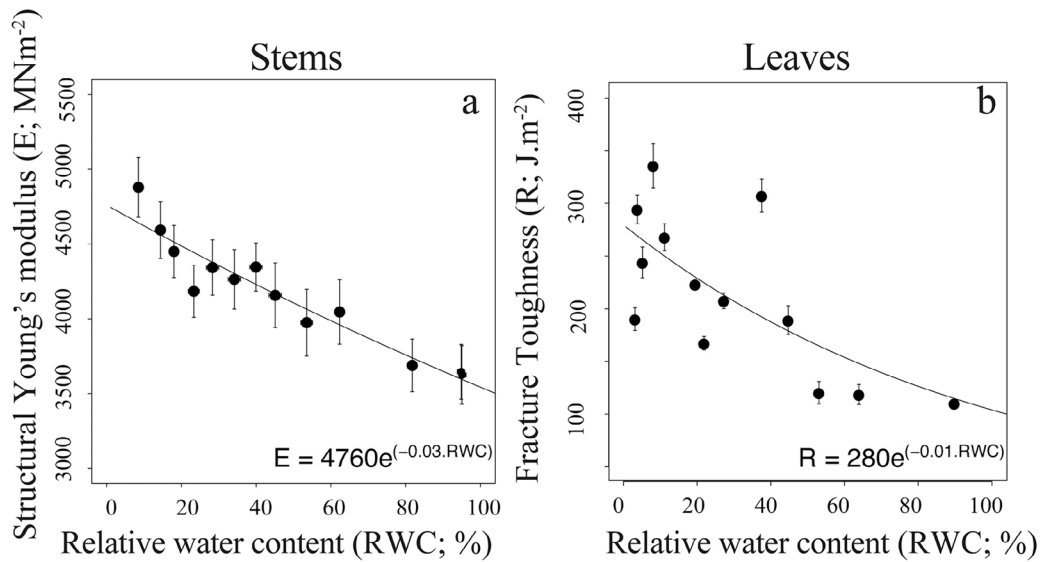 Stems
Structural Young's modulus (E; MNm-2)
a
5500
5000
4500
4000
3500
3000
E = 4760e(−0.03.RWC)
0 20 40 60 80 100
Relative water content (RWC; %)
Leaves
Fracture Toughness (R; J.m-2)
b
400
300
200
100
R = 280e(−0.01.RWC)
0 20 40 60 80 100
Relative water content (RWC; %)